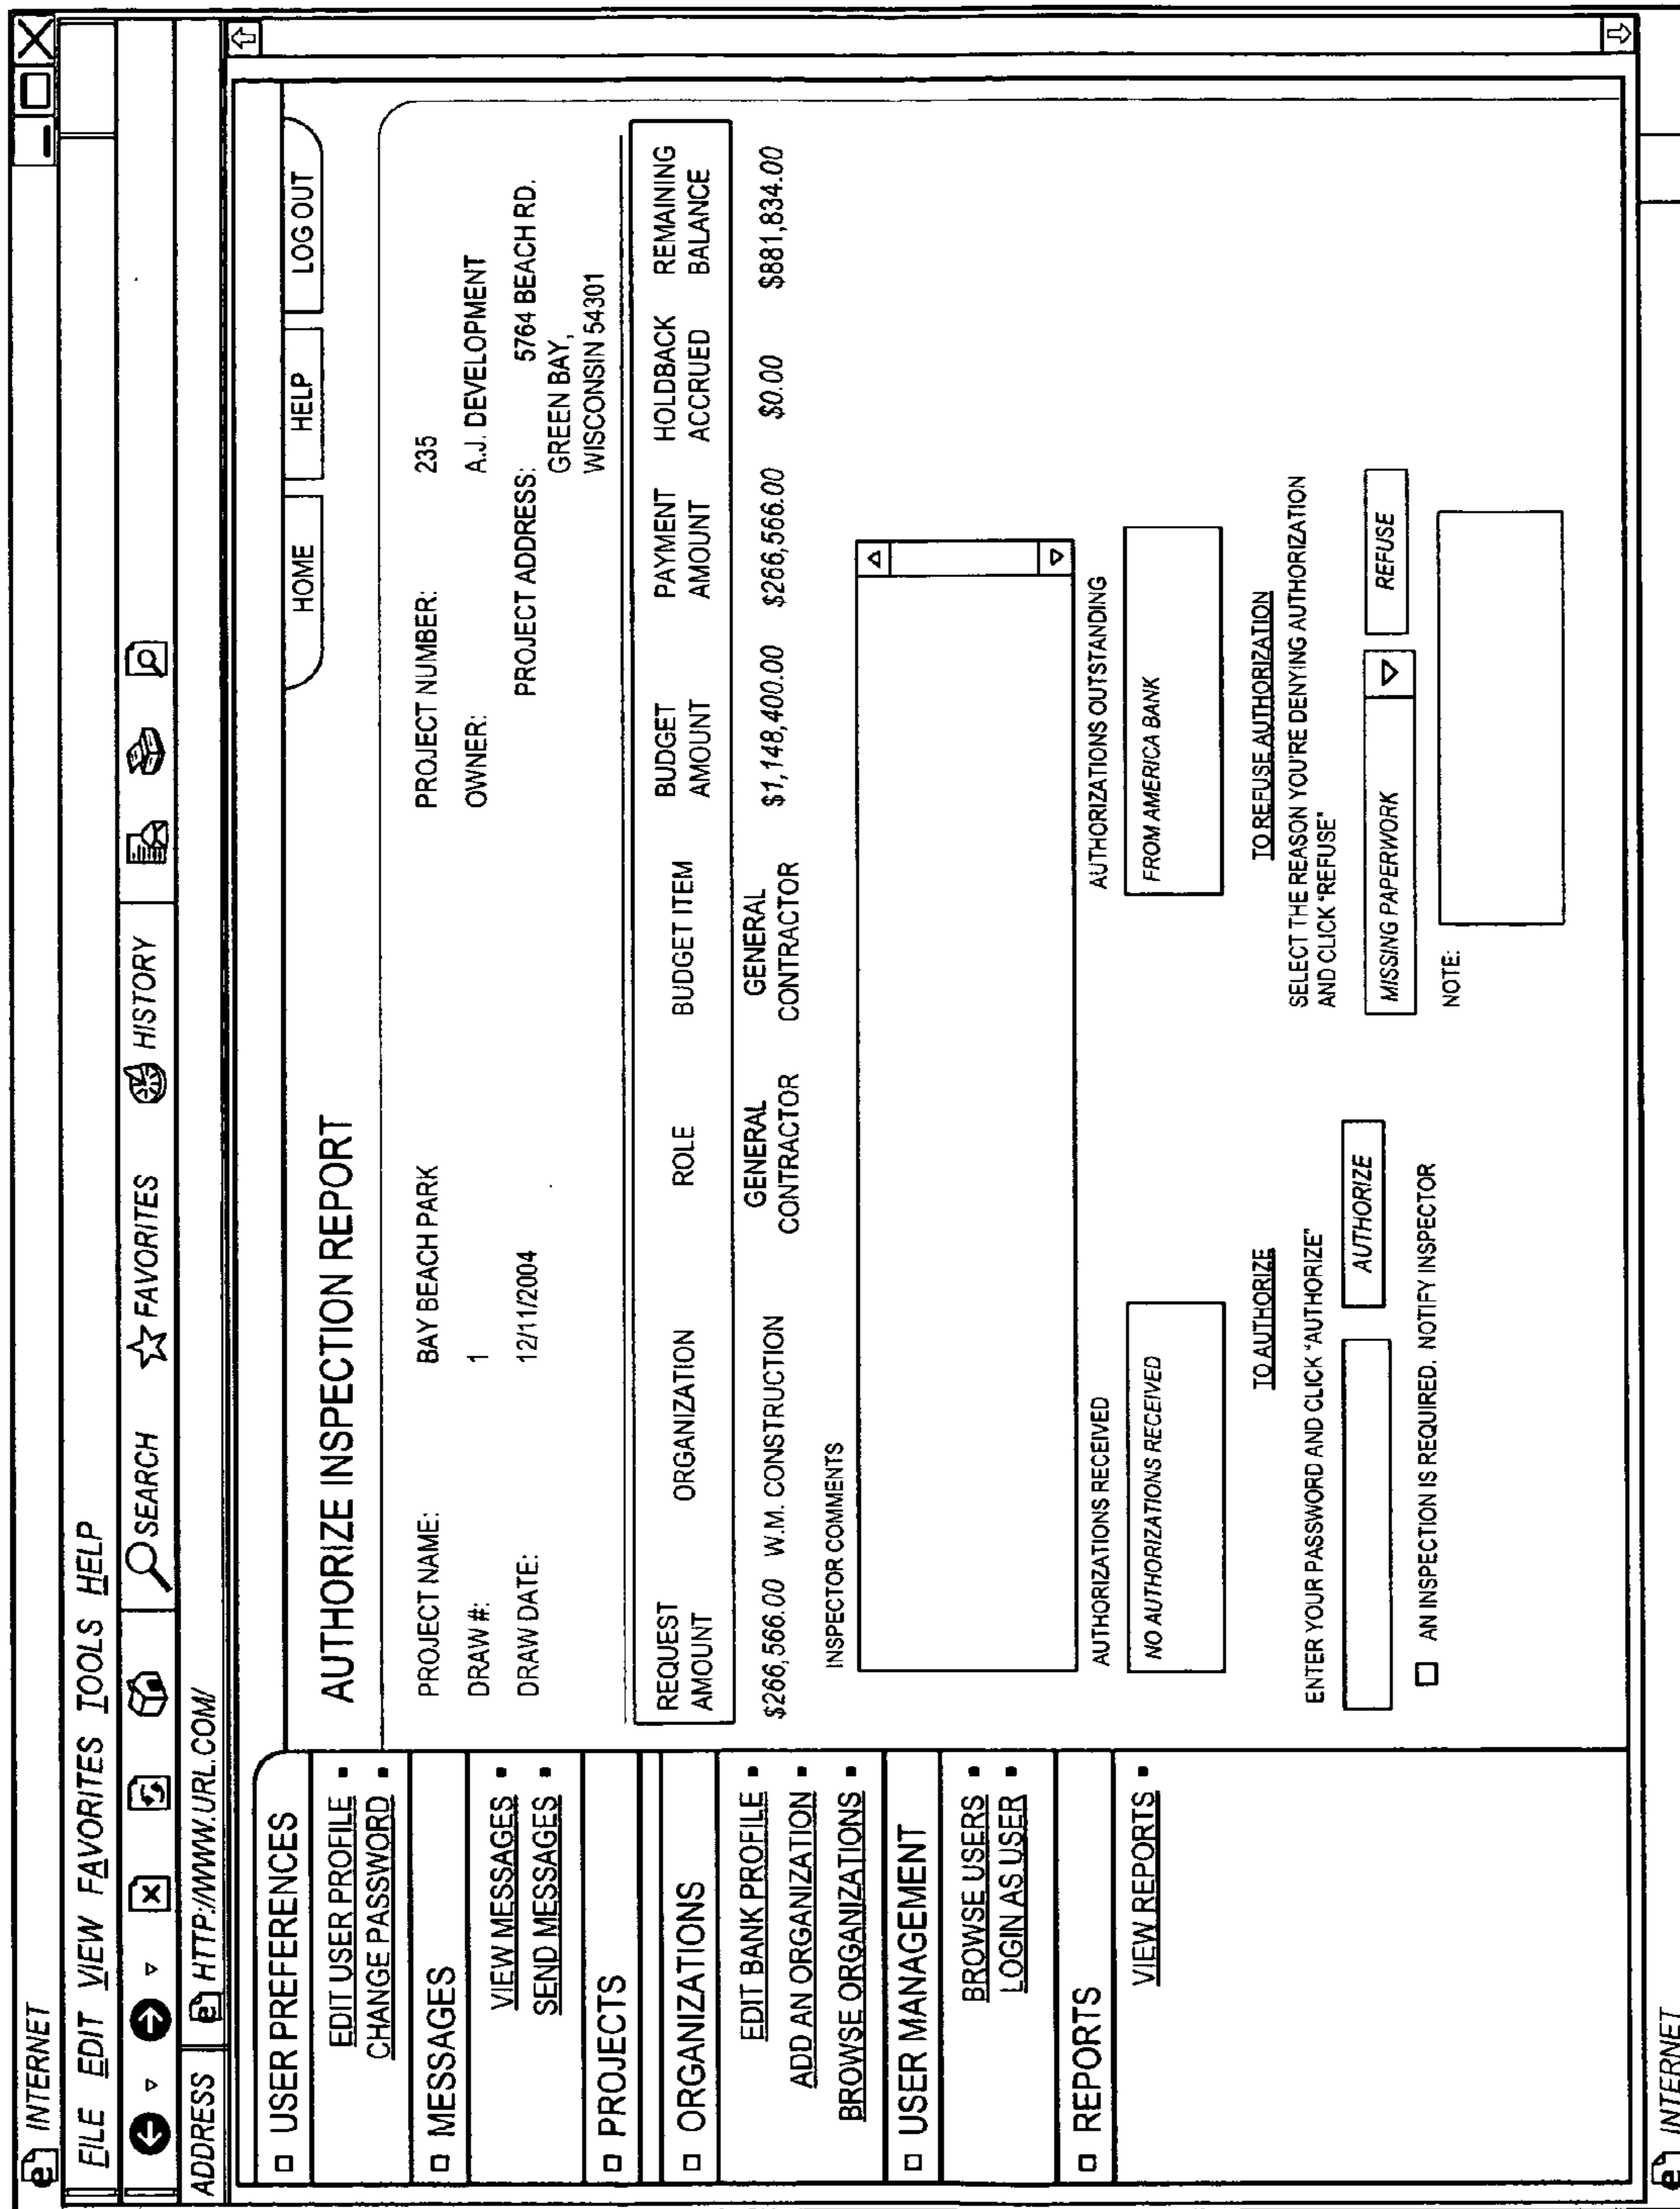 INTERNET
FILE EDIT VIEW FAVORITES TOOLS HELP
SEARCH FAVORITES HISTORY
ADDRESS HTTP://WWW.URL.COM/
HOME HELP LOG OUT
USER PREFERENCES
EDIT USER PROFILE
CHANGE PASSWORD
MESSAGES
VIEW MESSAGES
SEND MESSAGES
PROJECTS
ORGANIZATIONS
EDIT BANK PROFILE
ADD AN ORGANIZATION
BROWSE ORGANIZATIONS
USER MANAGEMENT
BROWSE USERS
LOGIN AS USER
REPORTS
VIEW REPORTS
AUTHORIZE INSPECTION REPORT
PROJECT NAME: BAY BEACH PARK PROJECT NUMBER: 235
DRAW #: 1 OWNER: A.J. DEVELOPMENT
DRAW DATE: 12/11/2004 PROJECT ADDRESS: 5764 BEACH RD.
GREEN BAY,
WISCONSIN 54301
REQUEST ORGANIZATION ROLE BUDGET ITEM BUDGET PAYMENT HOLDBACK REMAINING
AMOUNT AMOUNT AMOUNT ACCRUED BALANCE
GENERAL GENERAL
$266,566.00 W.M. CONSTRUCTION CONTRACTOR CONTRACTOR $1,148,400.00 $266,566.00 $0.00 $881,834.00
INSPECTOR COMMENTS
AUTHORIZATIONS RECEIVED AUTHORIZATIONS OUTSTANDING
NO AUTHORIZATIONS RECEIVED FROM AMERICA BANK
TO AUTHORIZE
ENTER YOUR PASSWORD AND CLICK "AUTHORIZE"
AUTHORIZE
AN INSPECTION IS REQUIRED. NOTIFY INSPECTOR
TO REFUSE AUTHORIZATION
SELECT THE REASON YOU'RE DENYING AUTHORIZATION
AND CLICK "REFUSE"
MISSING PAPERWORK REFUSE
NOTE:
INTERNET